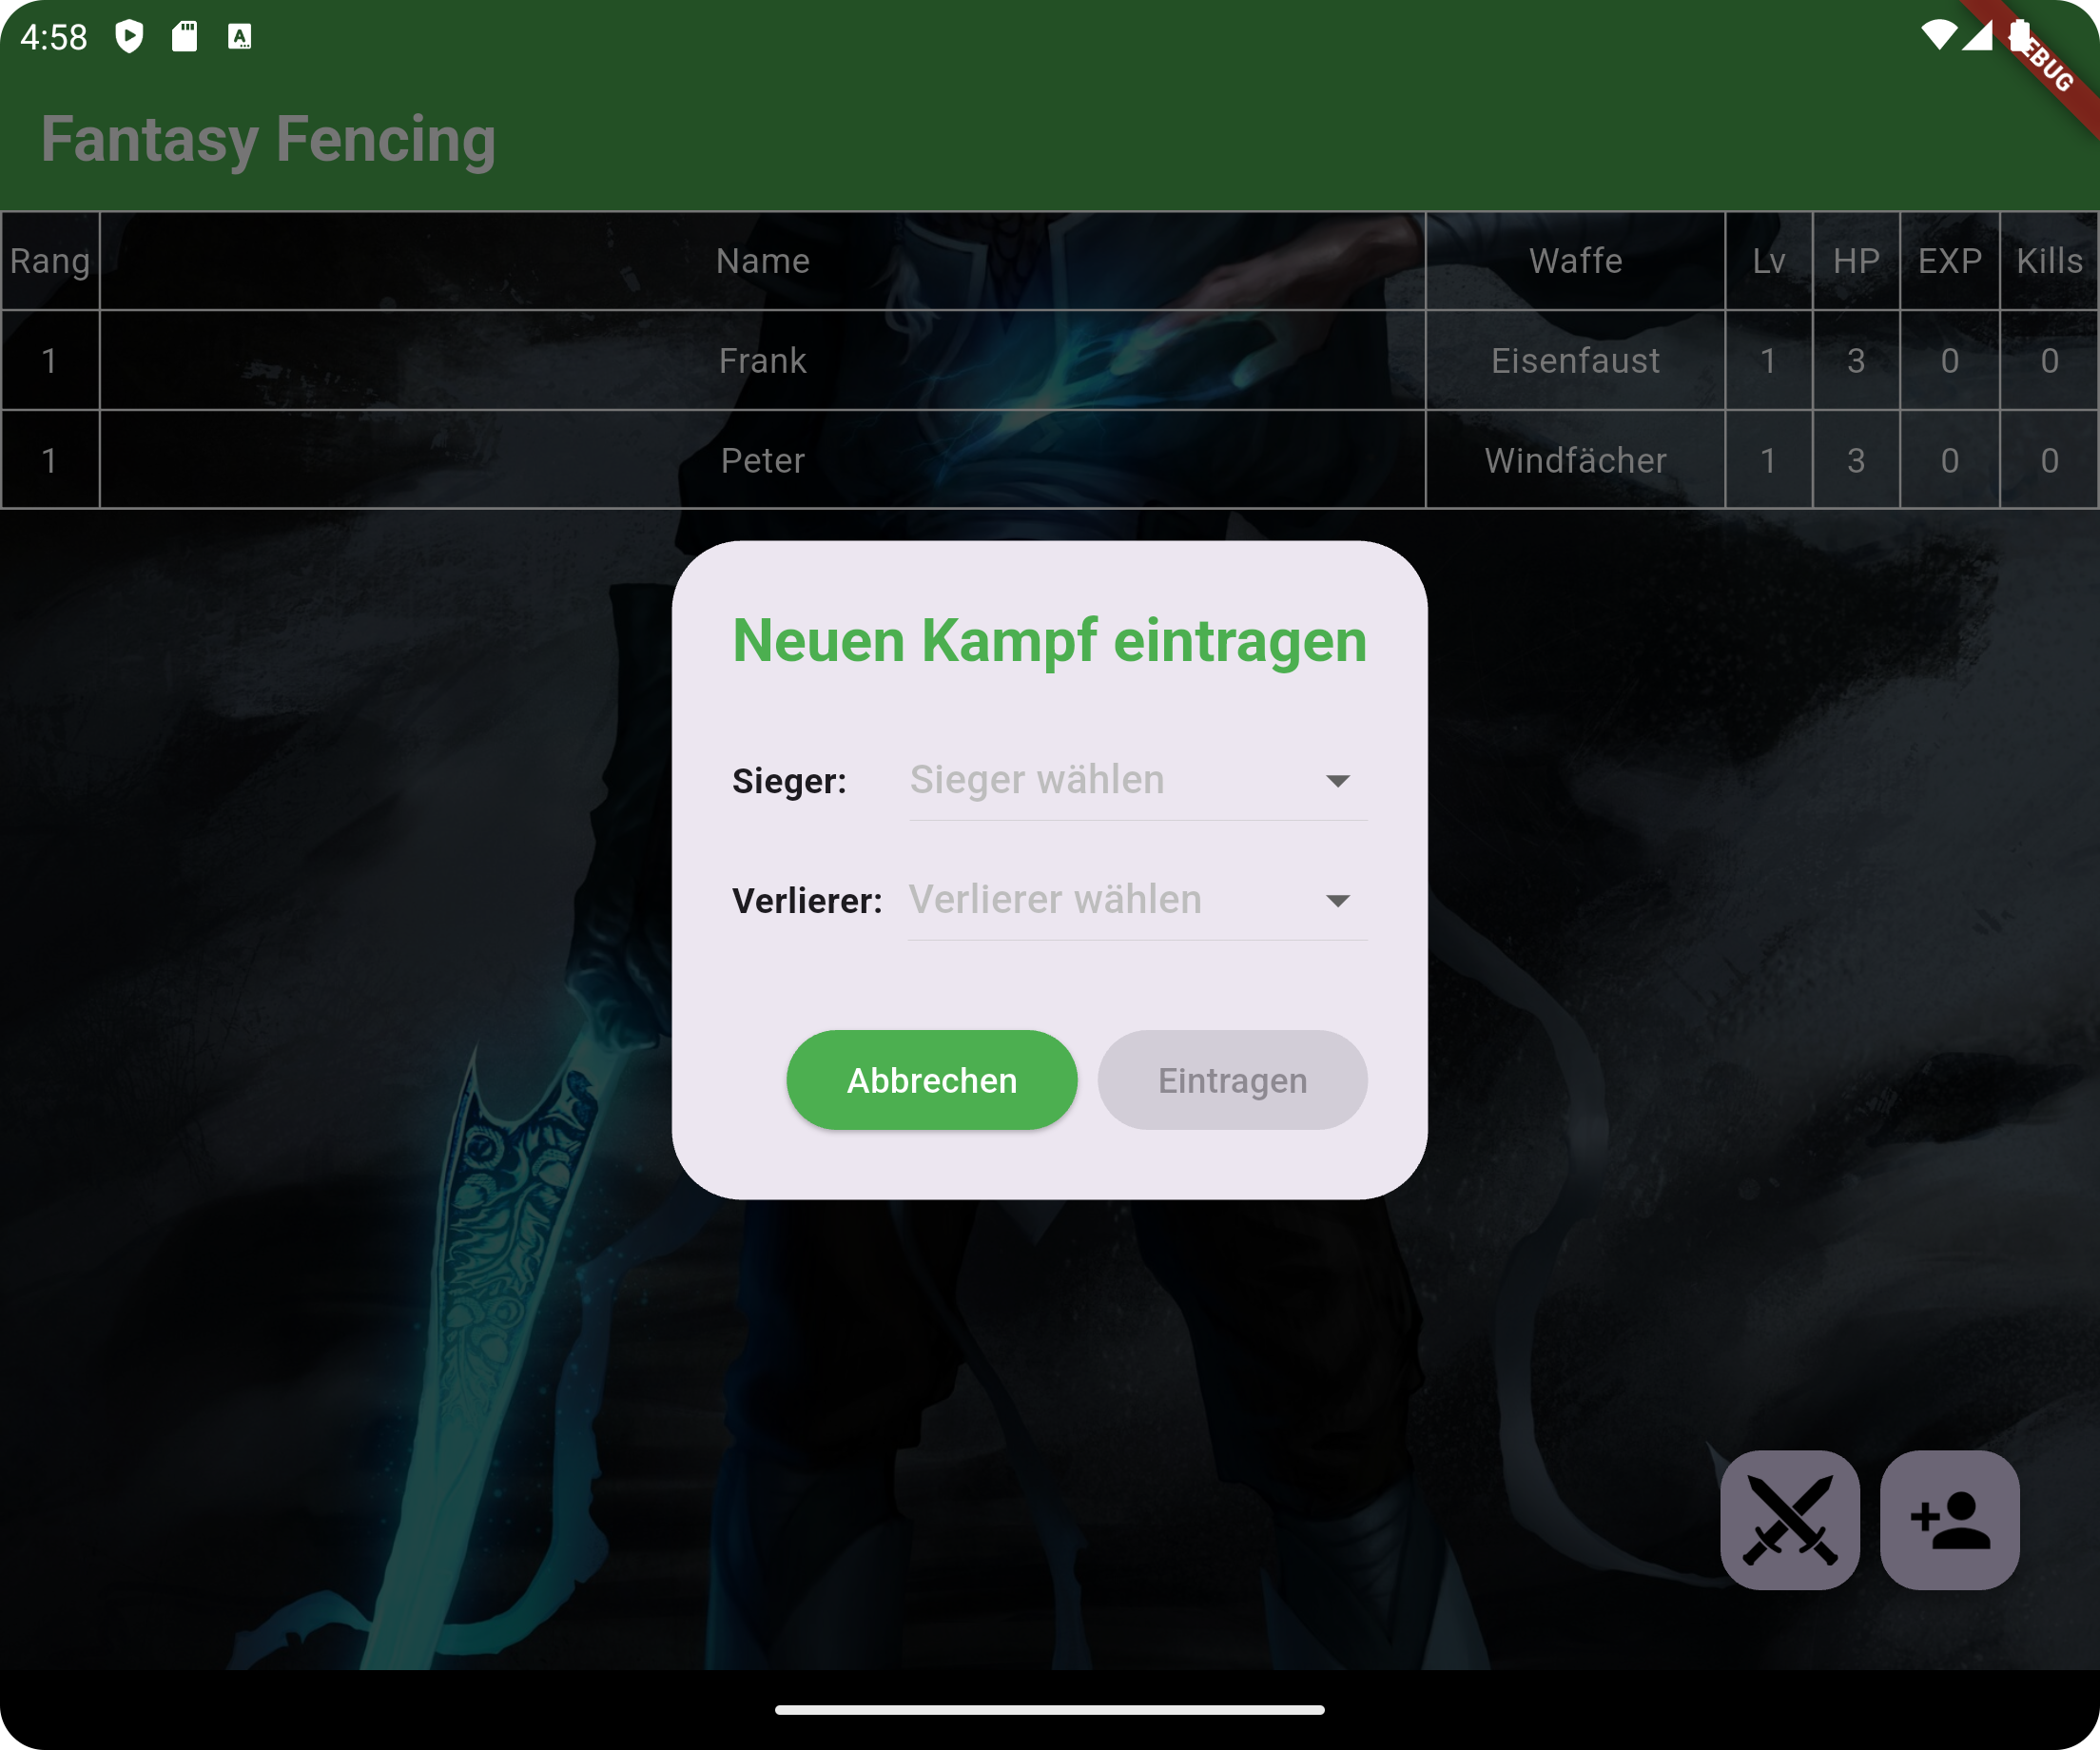 4:58
DEBUG
Fantasy Fencing
Rang Name Waffe Lv HP EXP Kills
1 Frank Eisenfaust 1 3 0 0
1 Peter Windfächer 1 3 0 0
Neuen Kampf eintragen
Sieger: Sieger wählen
Verlierer: Verlierer wählen
Abbrechen Eintragen